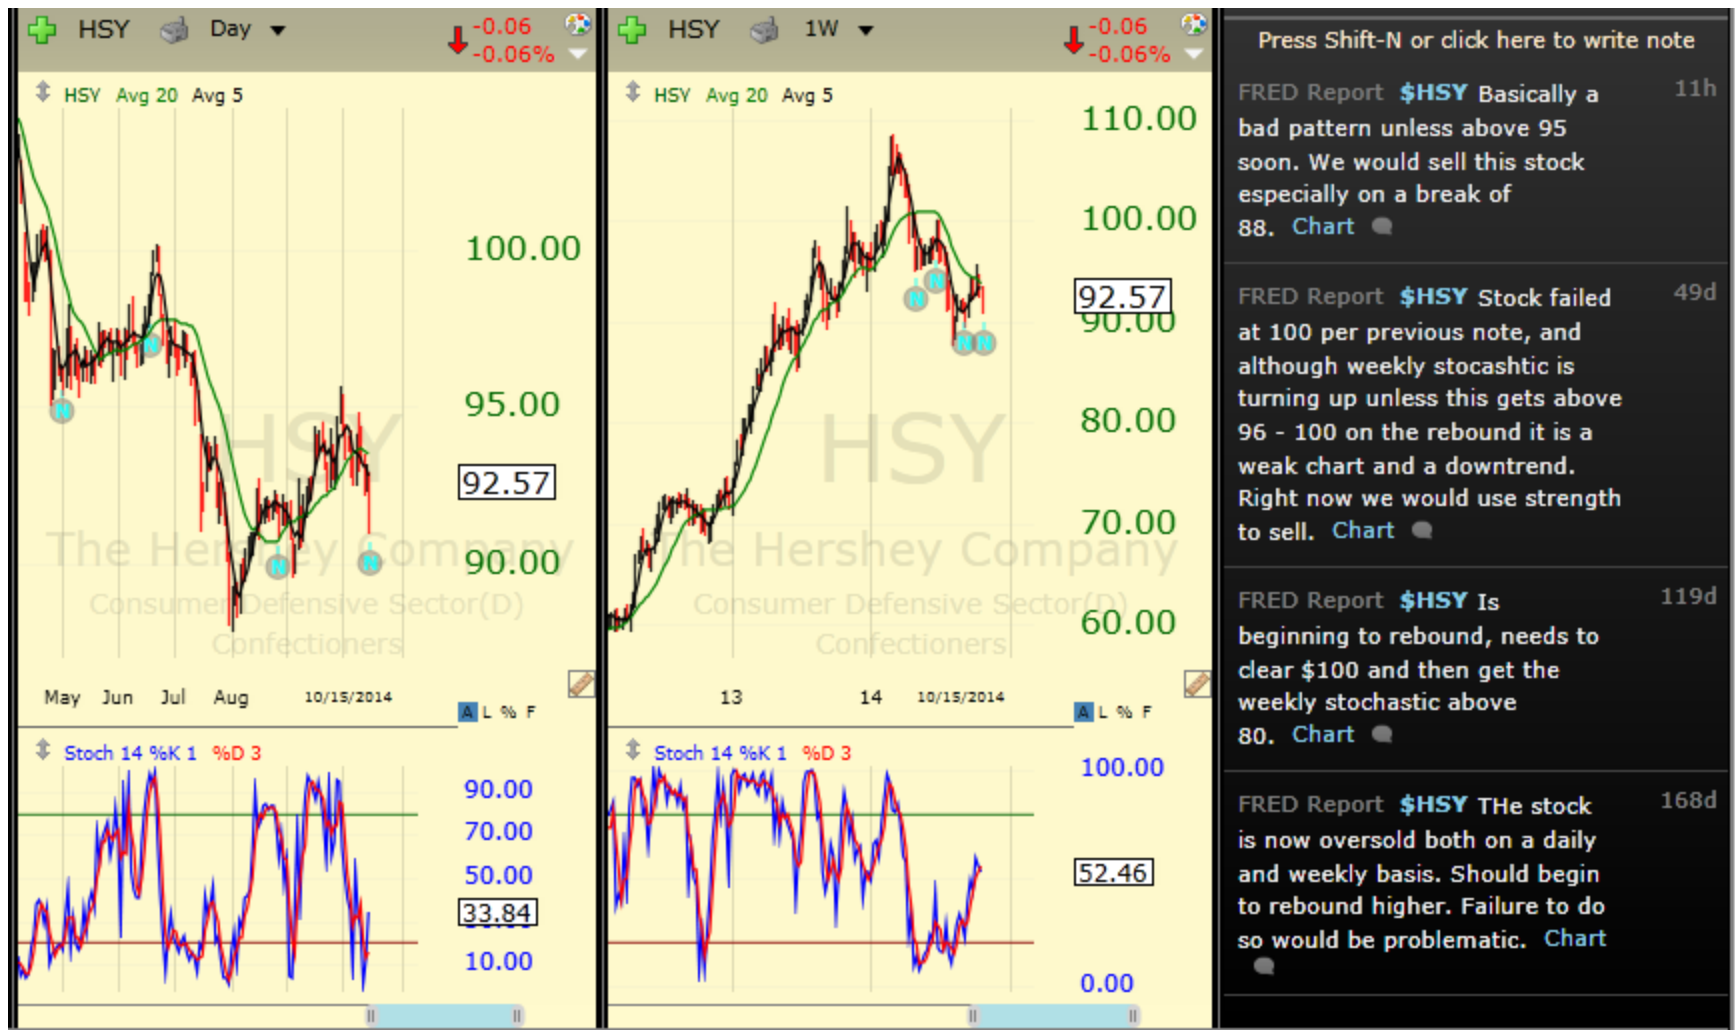 HSY Day
-0.06
-0.06%
HSY Avg 20 Avg 5
100.00
95.00
92.57
90.00
HSY
The Hershey Company
Consumer Defensive Sector(D)
Confectioners
N
N
N
N
May Jun Jul Aug 10/15/2014
A L % F
Stoch 14 %K 1 %D 3
90.00
70.00
50.00
33.84
10.00
HSY 1W
-0.06
-0.06%
HSY Avg 20 Avg 5
110.00
100.00
92.57
90.00
80.00
70.00
60.00
HSY
The Hershey Company
Consumer Defensive Sector(D)
Confectioners
N
N
N
N
13 14 10/15/2014
A L % F
Stoch 14 %K 1 %D 3
100.00
52.46
0.00
Press Shift-N or click here to write note
FRED Report $HSY Basically a 11h
bad pattern unless above 95
soon. We would sell this stock
especially on a break of
88. Chart
FRED Report $HSY Stock failed 49d
at 100 per previous note, and
although weekly stocashtic is
turning up unless this gets above
96 - 100 on the rebound it is a
weak chart and a downtrend.
Right now we would use strength
to sell. Chart
FRED Report $HSY Is 119d
beginning to rebound, needs to
clear $100 and then get the
weekly stochastic above
80. Chart
FRED Report $HSY THe stock 168d
is now oversold both on a daily
and weekly basis. Should begin
to rebound higher. Failure to do
so would be problematic. Chart